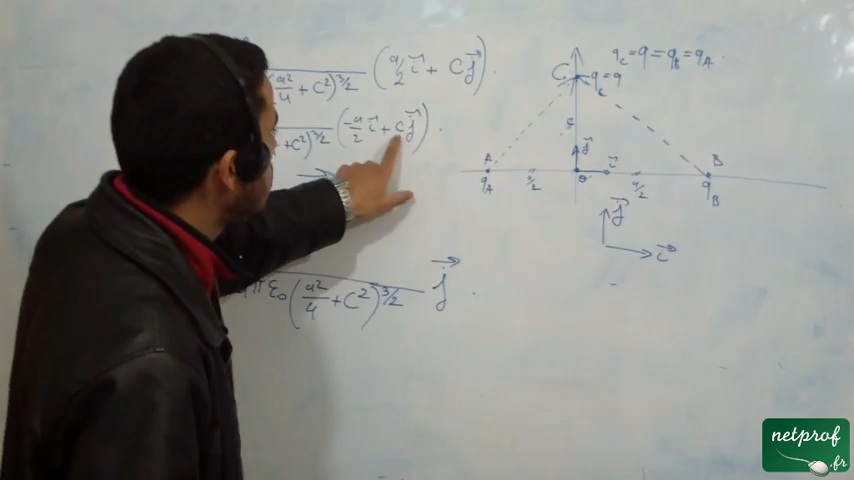 (a²/4 + C²)^3/2 (a/2 i⃗ + C j⃗).
+ C²)^3/2 (-a/2 i⃗ + C j⃗).
πε₀ (a²/4 + C²)^3/2 j⃗.
q_C = q = q_B = q_A.
C q_C = q
C
j⃗
A O i⃗ B
q_A a/2 a/2 q_B
j⃗
i⃗
netprof
.fr